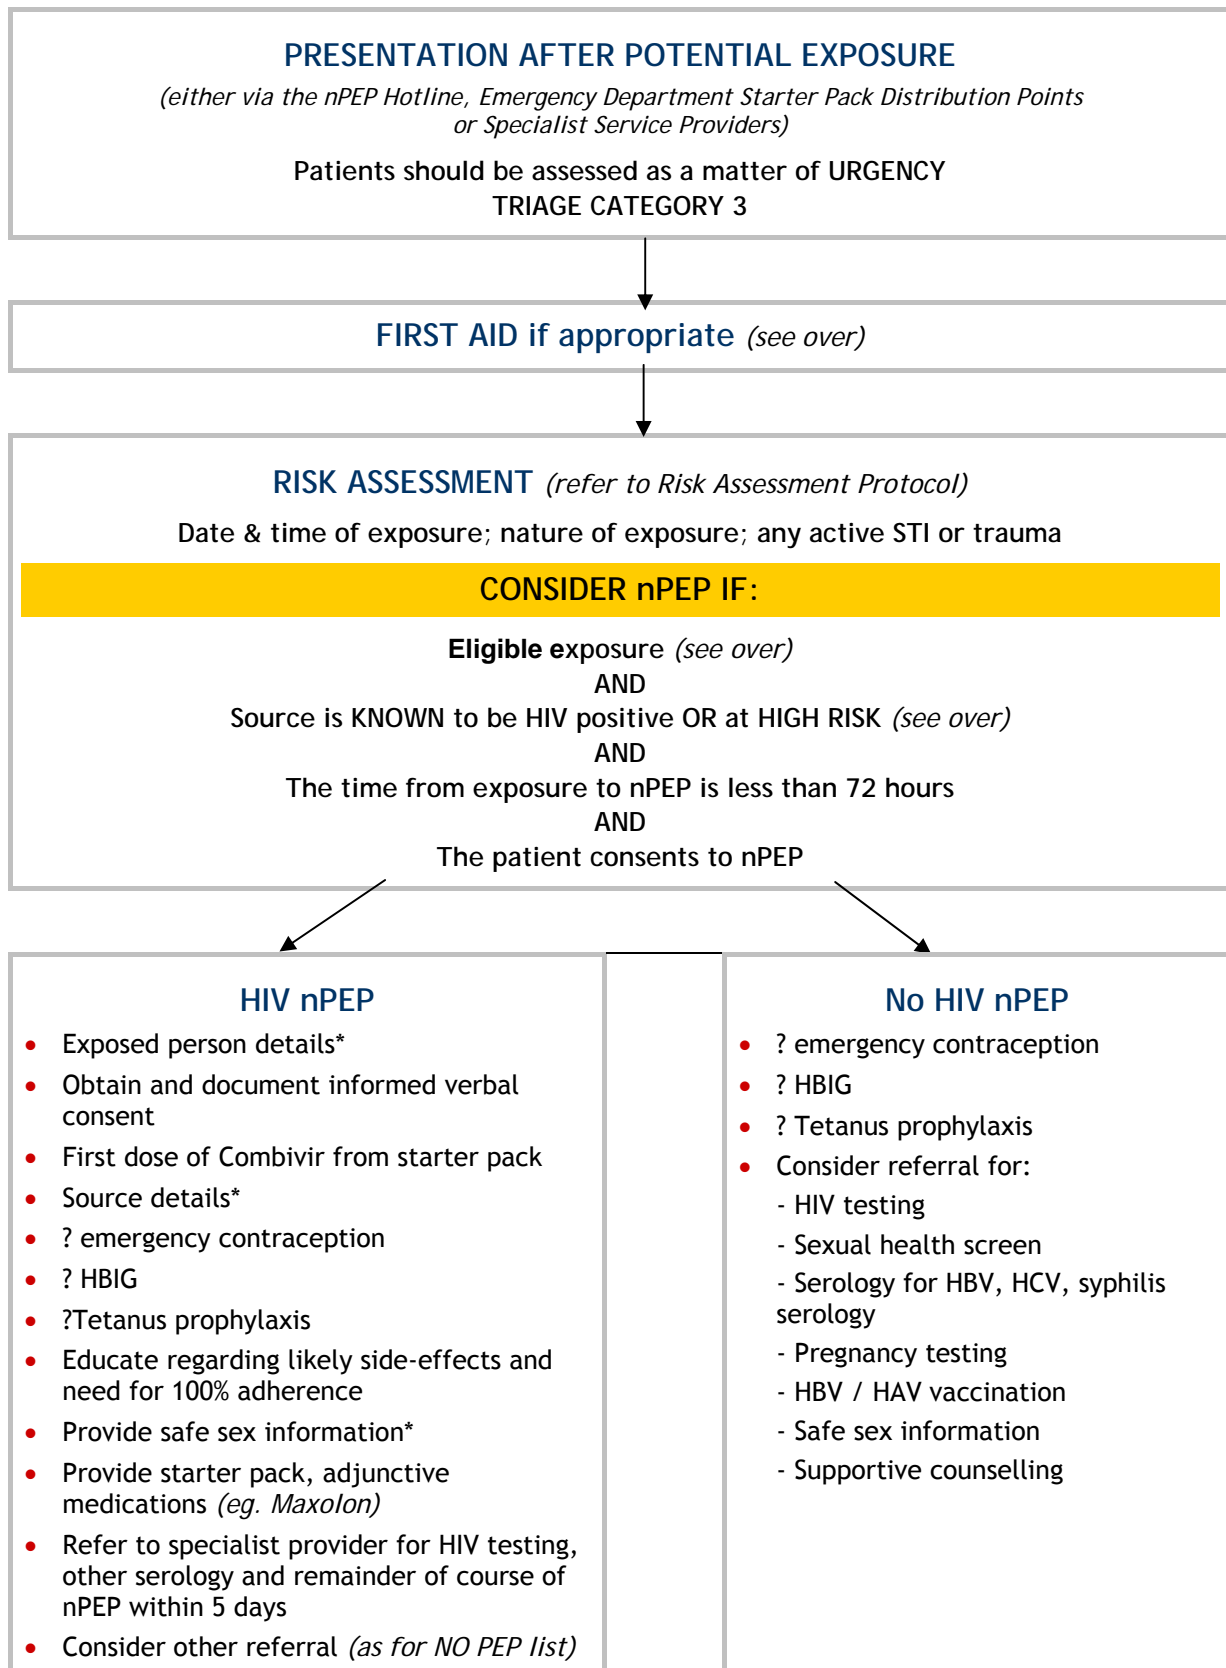 PRESENTATION AFTER POTENTIAL EXPOSURE
(either via the nPEP Hotline, Emergency Department Starter Pack Distribution Points
or Specialist Service Providers)
Patients should be assessed as a matter of URGENCY
TRIAGE CATEGORY 3
FIRST AID if appropriate (see over)
RISK ASSESSMENT (refer to Risk Assessment Protocol)
Date & time of exposure; nature of exposure; any active STI or trauma
CONSIDER nPEP IF:
Eligible exposure (see over)
AND
Source is KNOWN to be HIV positive OR at HIGH RISK (see over)
AND
The time from exposure to nPEP is less than 72 hours
AND
The patient consents to nPEP
HIV nPEP
• Exposed person details*
• Obtain and document informed verbal
consent
• First dose of Combivir from starter pack
• Source details*
• ? emergency contraception
• ? HBIG
• ?Tetanus prophylaxis
• Educate regarding likely side-effects and
need for 100% adherence
• Provide safe sex information*
• Provide starter pack, adjunctive
medications (eg. Maxolon)
• Refer to specialist provider for HIV testing,
other serology and remainder of course of
nPEP within 5 days
• Consider other referral (as for NO PEP list)
No HIV nPEP
• ? emergency contraception
• ? HBIG
• ? Tetanus prophylaxis
• Consider referral for:
- HIV testing
- Sexual health screen
- Serology for HBV, HCV, syphilis
serology
- Pregnancy testing
- HBV / HAV vaccination
- Safe sex information
- Supportive counselling